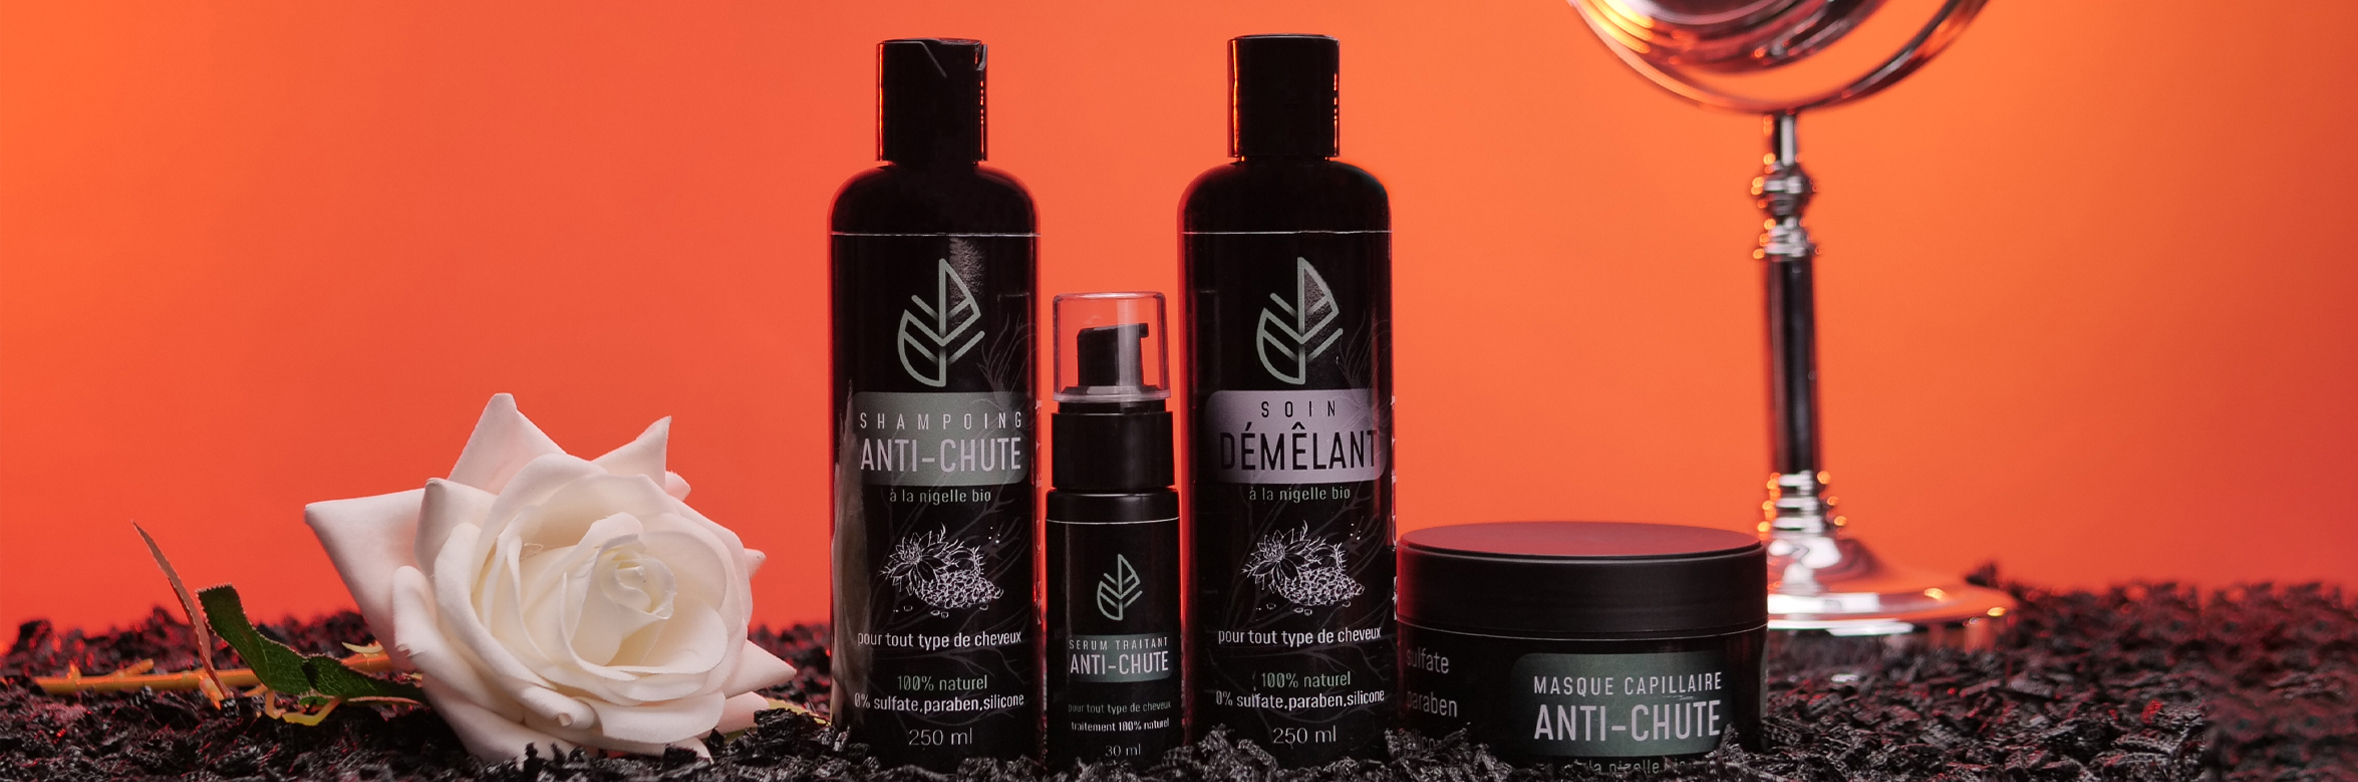 SHAMPOING
ANTI-CHUTE
à la nigelle bio
pour tout type de cheveux
100% naturel
0% sulfate,paraben,silicone
250 ml
SERUM TRAITANT
ANTI-CHUTE
pour tout type de cheveux
traitement 100% naturel
30 ml
SOIN
DÉMÊLANT
à la nigelle bio
pour tout type de cheveux
100% naturel
0% sulfate,paraben,silicone
250 ml
sulfate
paraben
MASQUE CAPILLAIRE
ANTI-CHUTE
à la nigelle